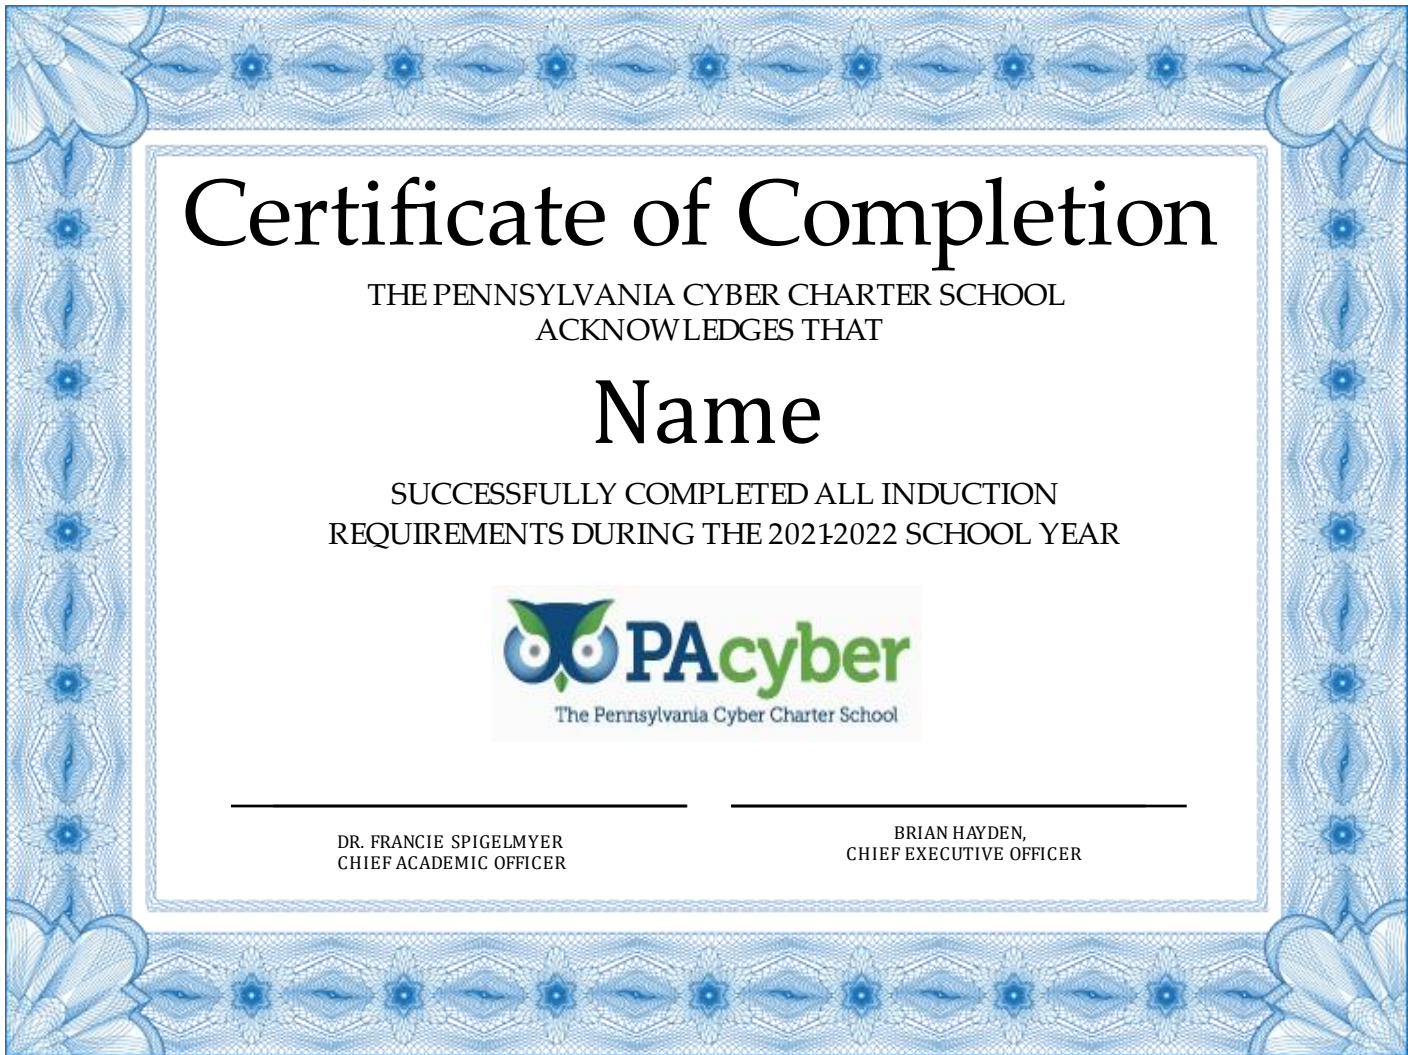 Certificate of Completion
THE PENNSYLVANIA CYBER CHARTER SCHOOL
ACKNOWLEDGES THAT
Name
SUCCESSFULLY COMPLETED ALL INDUCTION
REQUIREMENTS DURING THE 2021-2022 SCHOOL YEAR
PAcyber
The Pennsylvania Cyber Charter School
DR. FRANCIE SPIGELMYER
CHIEF ACADEMIC OFFICER
BRIAN HAYDEN,
CHIEF EXECUTIVE OFFICER